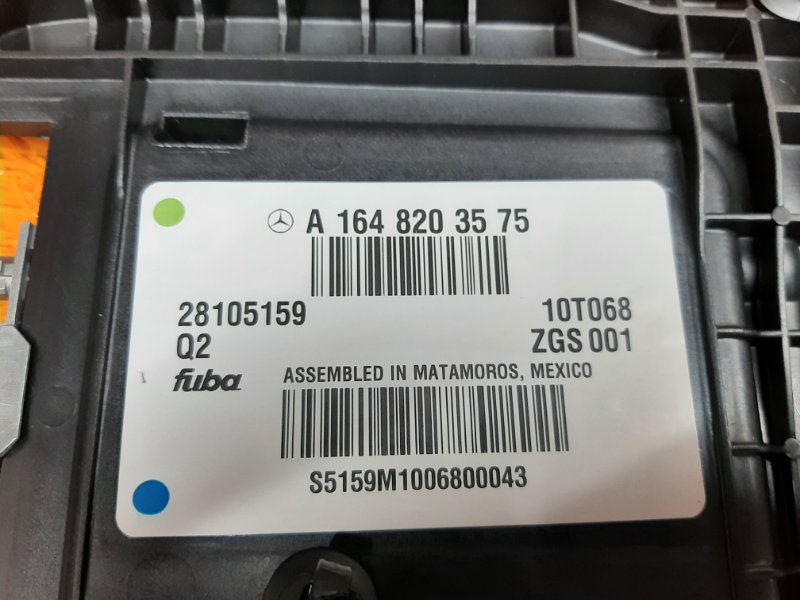 A 164 820 35 75
28105159 10T068
Q2 ZGS 001
fuba ASSEMBLED IN MATAMOROS, MEXICO
S5159M1006800043